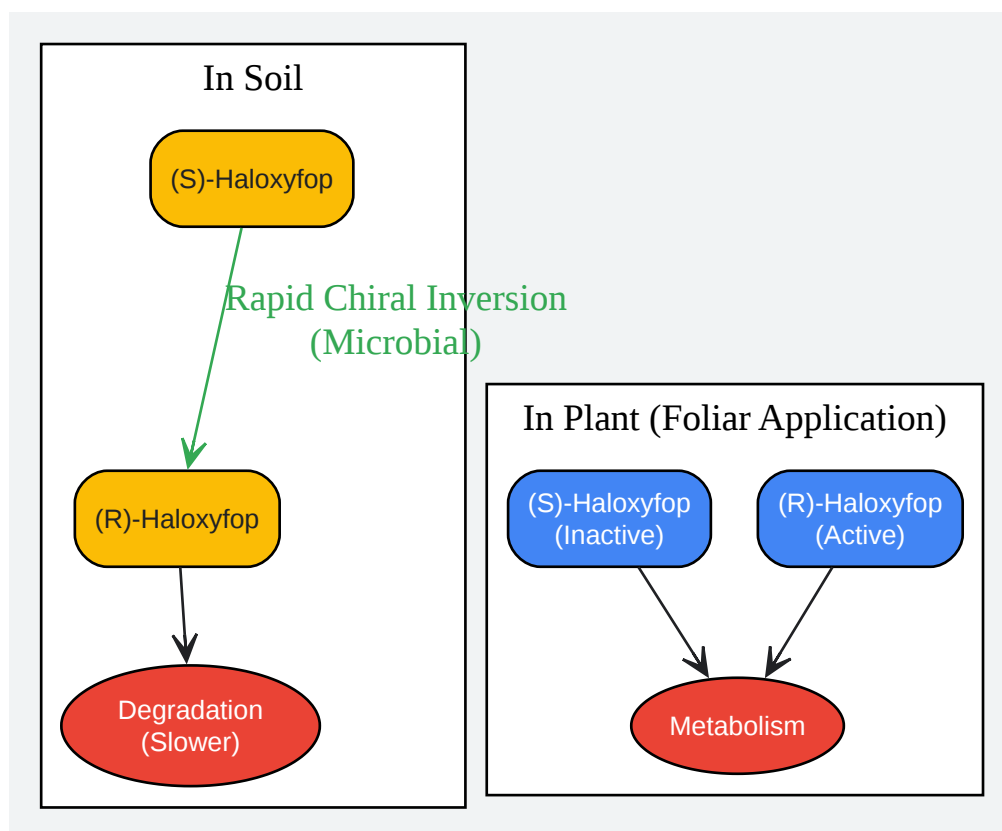 In Soil
(S)-Haloxyfop
Rapid Chiral Inversion
(Microbial)
(R)-Haloxyfop
Degradation
(Slower)
In Plant (Foliar Application)
(S)-Haloxyfop
(Inactive)
(R)-Haloxyfop
(Active)
Metabolism